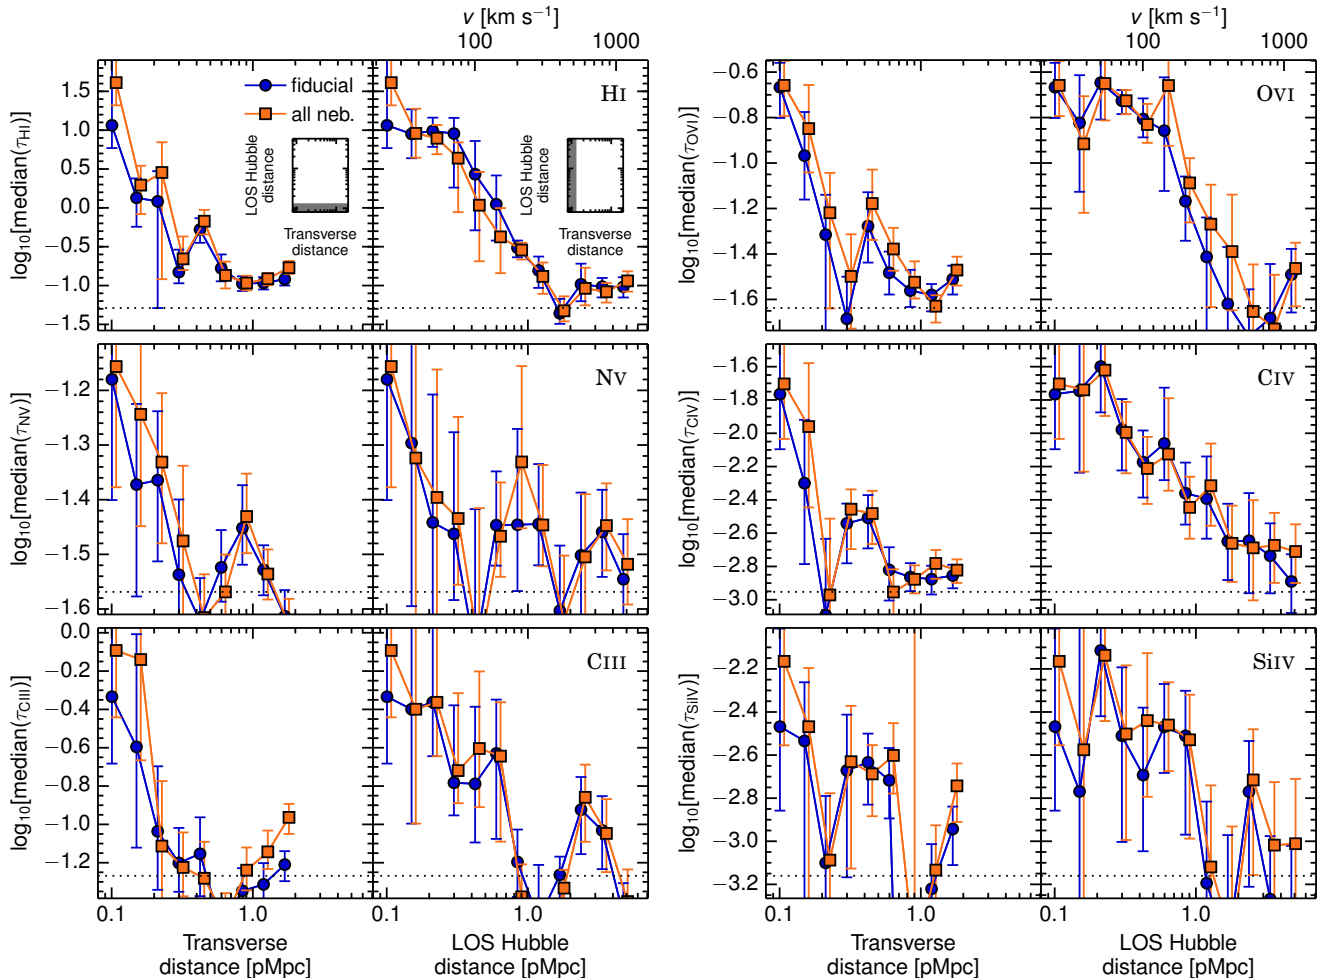 v [km s⁻¹]
100 1000
v [km s⁻¹]
100 1000
log₁₀[median(τHI)]
1.5
1.0
0.5
0.0
−0.5
−1.0
−1.5
fiducial
all neb.
LOS Hubble
distance
Transverse
distance
HI
LOS Hubble
distance
Transverse
distance
log₁₀[median(τOVI)]
−0.6
−0.8
−1.0
−1.2
−1.4
−1.6
OVI
log₁₀[median(τNV)]
−1.2
−1.3
−1.4
−1.5
−1.6
NV
log₁₀[median(τCIV)]
−1.6
−1.8
−2.0
−2.2
−2.4
−2.6
−2.8
−3.0
CIV
log₁₀[median(τCIII)]
0.0
−0.2
−0.4
−0.6
−0.8
−1.0
−1.2
CIII
log₁₀[median(τSiIV)]
−2.2
−2.4
−2.6
−2.8
−3.0
−3.2
SiIV
0.1 1.0 0.1 1.0
0.1 1.0 0.1 1.0
Transverse
distance [pMpc]
LOS Hubble
distance [pMpc]
Transverse
distance [pMpc]
LOS Hubble
distance [pMpc]